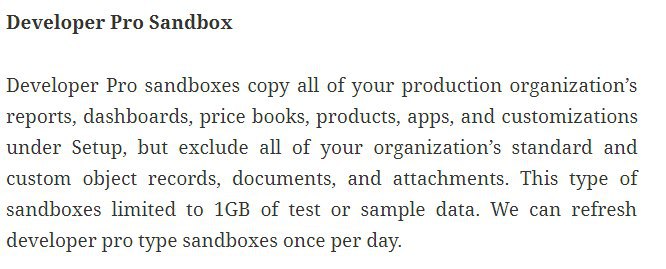 Developer Pro Sandbox
Developer Pro sandboxes copy all of your production organization’s
reports, dashboards, price books, products, apps, and customizations
under Setup, but exclude all of your organization’s standard and
custom object records, documents, and attachments. This type of
sandboxes limited to 1GB of test or sample data. We can refresh
developer pro type sandboxes once per day.